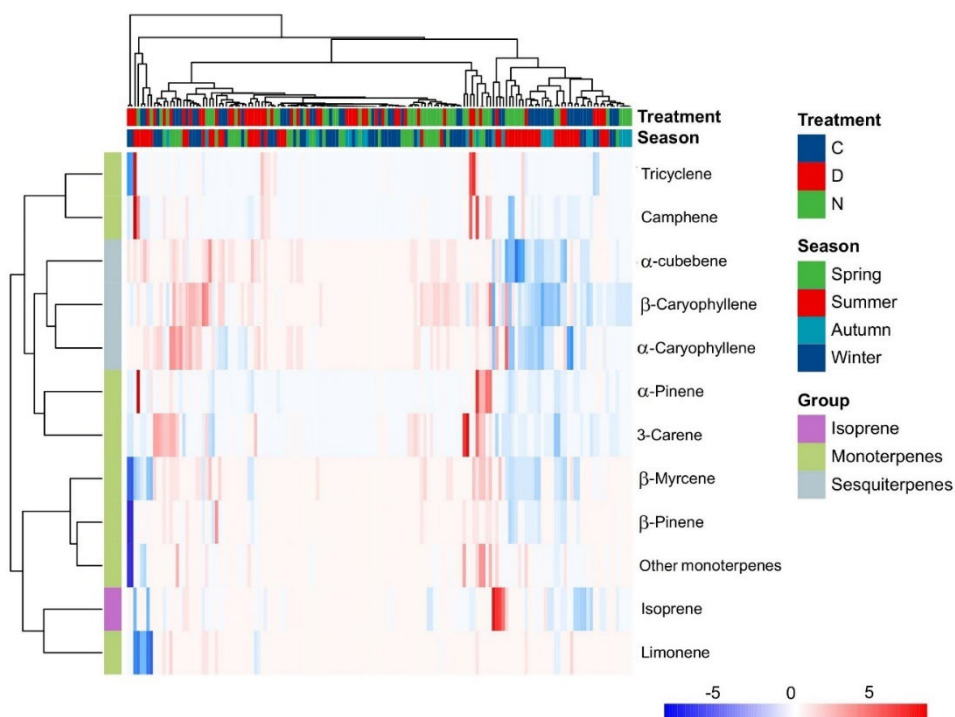 Treatment
Season
Tricyclene
Camphene
α-cubebene
β-Caryophyllene
α-Caryophyllene
α-Pinene
3-Carene
β-Myrcene
β-Pinene
Other monoterpenes
Isoprene
Limonene
Treatment
C
D
N
Season
Spring
Summer
Autumn
Winter
Group
Isoprene
Monoterpenes
Sesquiterpenes
-5 0 5